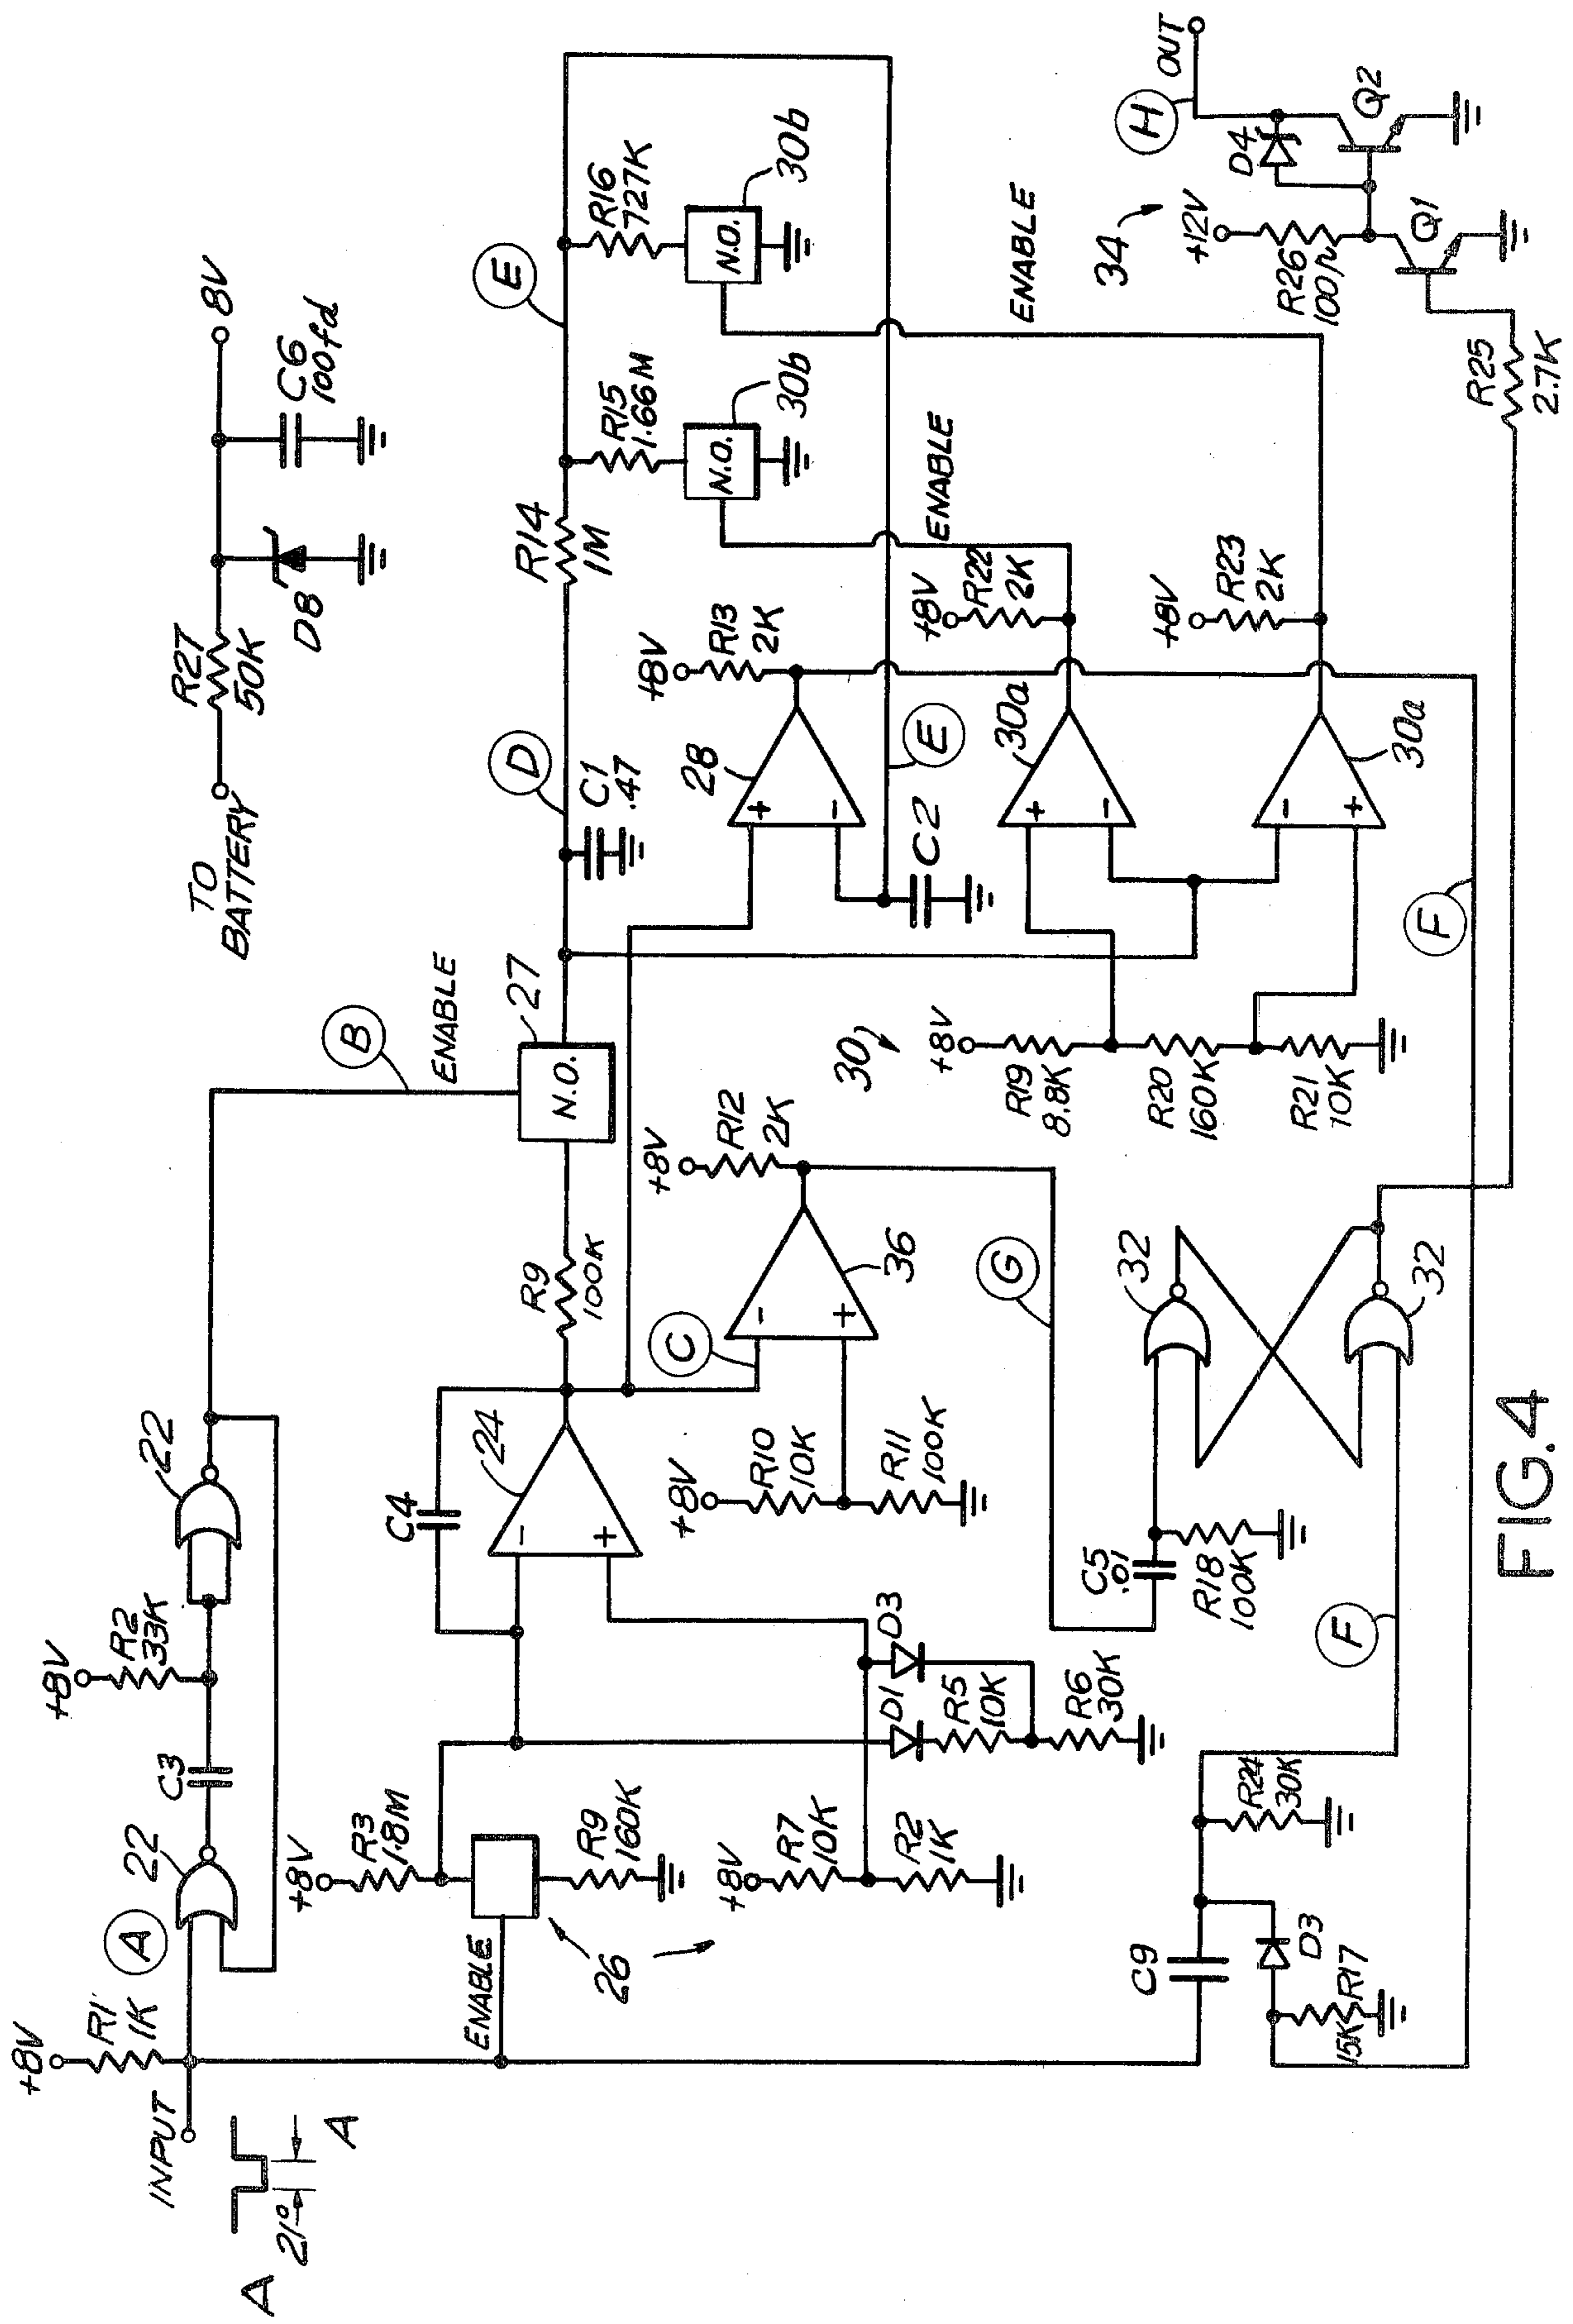 TO
BATTERY
R27
50K
D8
C6
100fd
8V
+8V
R1
1K
INPUT
A
21°
A
A
22
C3
+8V
R2
33K
22
B
ENABLE
+8V
R3
1.8M
ENABLE
26
R9
160K
+8V
R7
10K
R2
1K
D1
D3
R5
10K
R6
30K
C4
-
+
24
R9
100K
N.O.
27
D
C1
.47
R14
1M
E
R15
1.66M
N.O.
30b
R16
727K
N.O.
30b
C
+8V
R10
10K
R11
100K
-
+
36
+8V
R12
2K
G
28
+
-
+8V
R13
2K
E
C2
30
+8V
R19
8.8K
R20
160K
R21
10K
+
-
30a
+8V
R22
2K
ENABLE
-
+
30a
+8V
R23
2K
ENABLE
C5
.01
R18
100K
32
32
F
F
C9
D3
R17
15K
R24
30K
R25
2.7K
34
+12V
R26
100Ω
Q1
D4
Q2
H
OUT
FIG.4